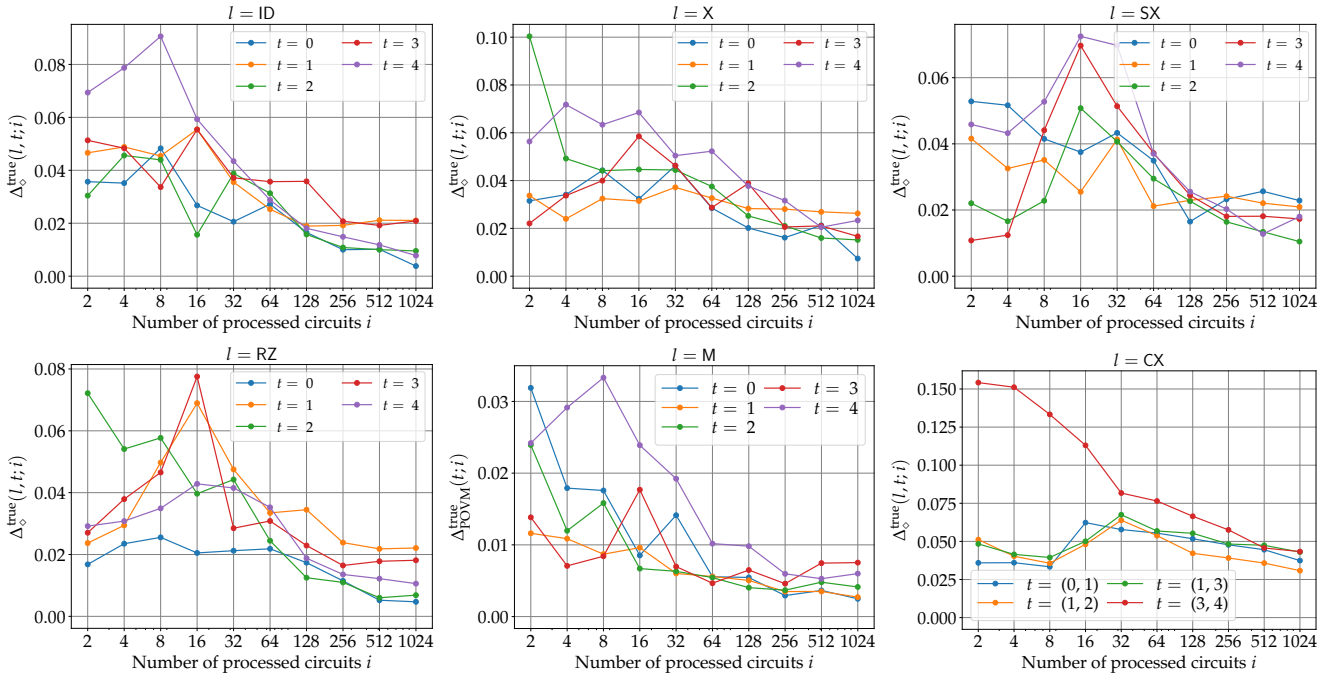 l = ID
Δ◇^true(l, t; i)
0.08
0.06
0.04
0.02
0.00
t = 0
t = 1
t = 2
t = 3
t = 4
2 4 8 16 32 64 128 256 512 1024
Number of processed circuits i
l = X
Δ◇^true(l, t; i)
0.10
0.08
0.06
0.04
0.02
0.00
t = 0
t = 1
t = 2
t = 3
t = 4
2 4 8 16 32 64 128 256 512 1024
Number of processed circuits i
l = SX
Δ◇^true(l, t; i)
0.06
0.04
0.02
0.00
t = 0
t = 1
t = 2
t = 3
t = 4
2 4 8 16 32 64 128 256 512 1024
Number of processed circuits i
l = RZ
Δ◇^true(l, t; i)
0.08
0.06
0.04
0.02
0.00
t = 0
t = 1
t = 2
t = 3
t = 4
2 4 8 16 32 64 128 256 512 1024
Number of processed circuits i
l = M
Δ_POVM^true(t; i)
0.03
0.02
0.01
0.00
t = 0
t = 1
t = 2
t = 3
t = 4
2 4 8 16 32 64 128 256 512 1024
Number of processed circuits i
l = CX
Δ◇^true(l, t; i)
0.150
0.125
0.100
0.075
0.050
0.025
0.000
t = (0, 1)
t = (1, 2)
t = (1, 3)
t = (3, 4)
2 4 8 16 32 64 128 256 512 1024
Number of processed circuits i